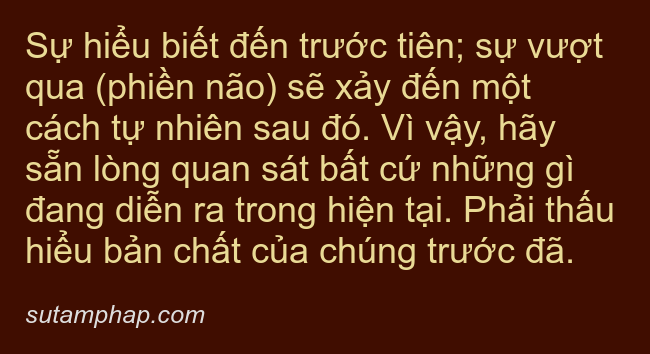 Sự hiểu biết đến trước tiên; sự vượt
qua (phiền não) sẽ xảy đến một
cách tự nhiên sau đó. Vì vậy, hãy
sẵn lòng quan sát bất cứ những gì
đang diễn ra trong hiện tại. Phải thấu
hiểu bản chất của chúng trước đã.
sutamphap.com